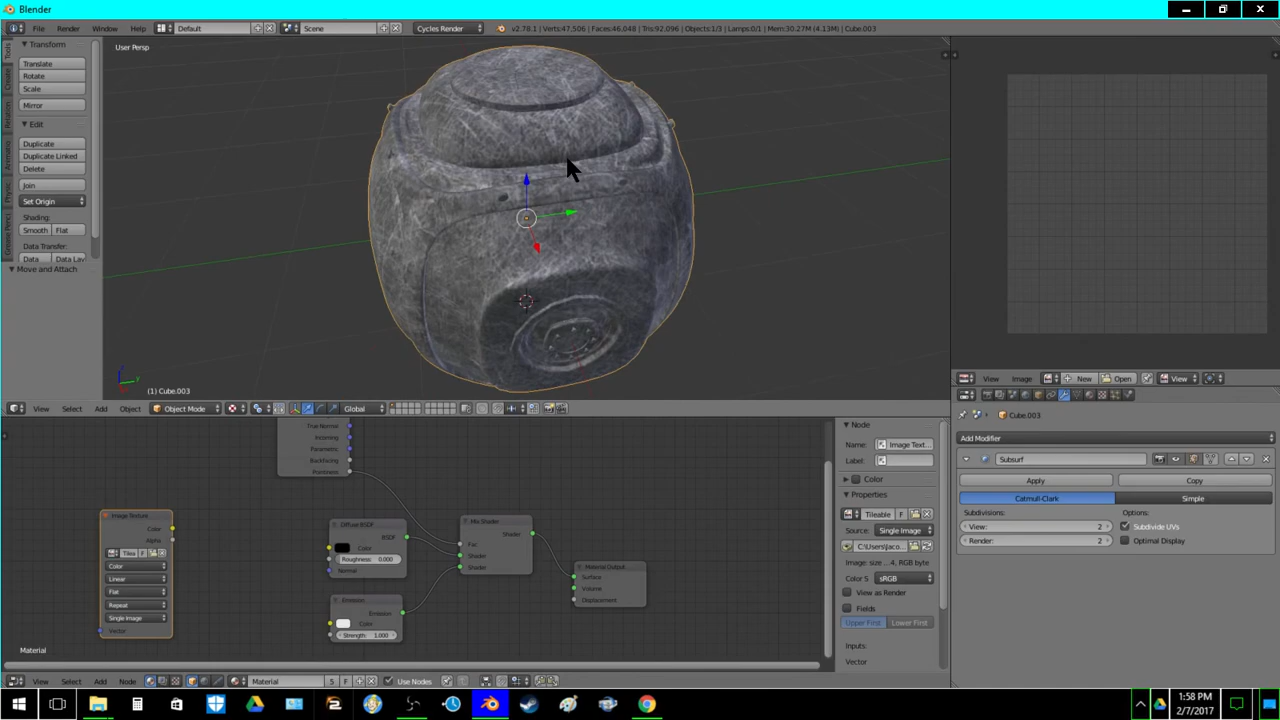 Blender
File Render Window Help Default Scene Cycles Render v2.78.1 | Verts:47,506 | Faces:46,048 | Tris:92,096 | Objects:1/3 | Lamps:0/1 | Mem:30.27M (4.13M) | Cube.003
Transform
Translate
Rotate
Scale
Mirror
Edit
Duplicate
Duplicate Linked
Delete
Join
Set Origin
Shading:
Smooth Flat
Data Transfer:
Data Data Lay
Move and Attach
Tools
Create
Relation
Animatio
Physic
Grease Penci
User Persp
(1) Cube.003
View Select Add Object Object Mode Global
View Image New Open View
True Normal
Incoming
Parametric
Backfacing
Pointiness
Image Texture
Color
Alpha
Tiles F
Color
Linear
Flat
Repeat
Single Image
Vector
Diffuse BSDF
BSDF
Color
Roughness: 0.000
Normal
Emission
Emission
Color
Strength: 1.000
Mix Shader
Shader
Fac
Shader
Shader
Material Output
Surface
Volume
Displacement
Material
Node
Name: Image Text...
Label:
Color
Properties
Tileable F
Source: Single Image
C:\Users\Jaco...
Image: size ...4, RGB byte
Color S sRGB
View as Render
Fields
Upper First Lower First
Inputs:
Vector
View Select Add Node Material 5 F Use Nodes
Cube.003
Add Modifier
Subsurf
Apply Copy
Catmull-Clark Simple
Subdivisions: Options:
View: 2 Subdivide UVs
Render: 2 Optimal Display
1:58 PM
2/7/2017